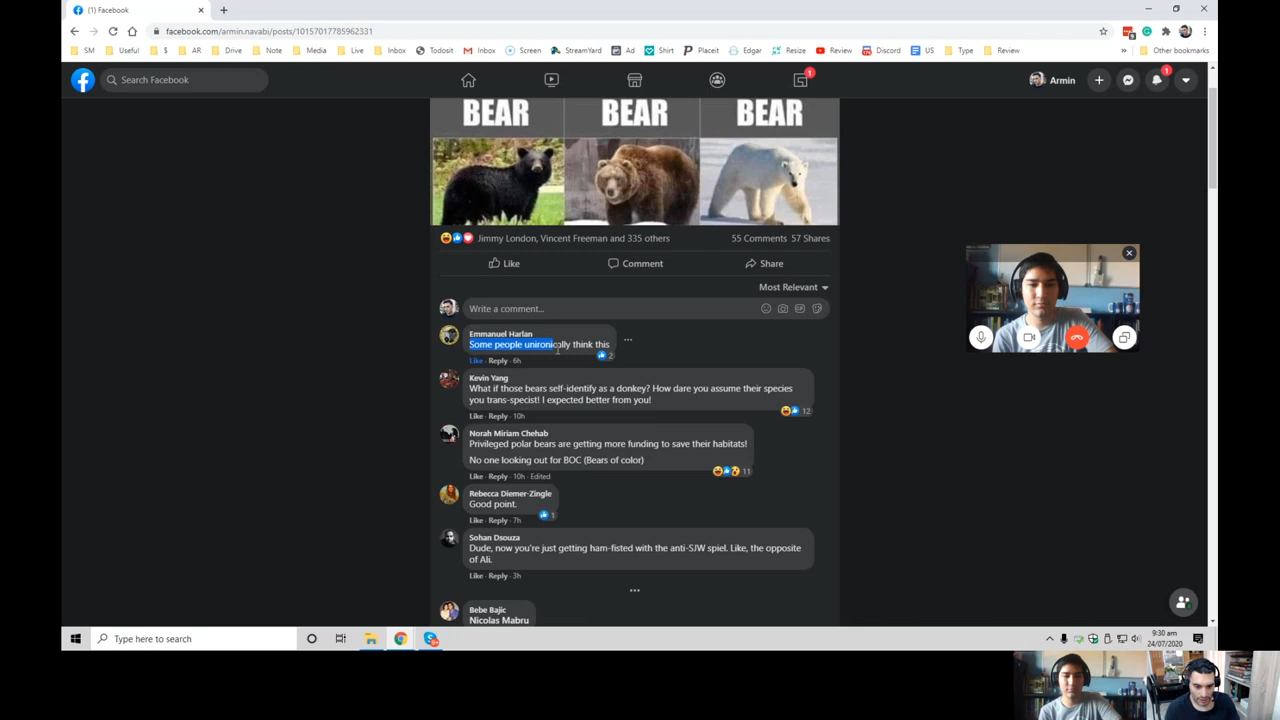 (1) Facebook
facebook.com/armin.navabi/posts/10157017785962331
SM Useful $ AR Drive Note Media Live Inbox Todosit Inbox Screen StreamYard Ad Shirt Placeit Edgar Resize Review Discord US Type Review » Other bookmarks
Search Facebook 1 Armin 1
BEAR BEAR BEAR
Jimmy London, Vincent Freeman and 335 others 55 Comments 57 Shares
Like Comment Share
Most Relevant
Write a comment...
Emmanuel Harlan
Some people unironically think this
2
Like · Reply · 6h
Kevin Yang
What if those bears self-identify as a donkey? How dare you assume their species
you trans-specist! I expected better from you!
12
Like · Reply · 10h
Norah Miriam Chehab
Privileged polar bears are getting more funding to save their habitats!
No one looking out for BOC (Bears of color)
11
Like · Reply · 10h · Edited
Rebecca Diemer-Zingle
Good point.
1
Like · Reply · 7h
Sohan Dsouza
Dude, now you're just getting ham-fisted with the anti-SJW spiel. Like, the opposite
of Ali.
Like · Reply · 3h
Bebe Bajic
Nicolas Mabru
Type here to search
9:30 am
24/07/2020